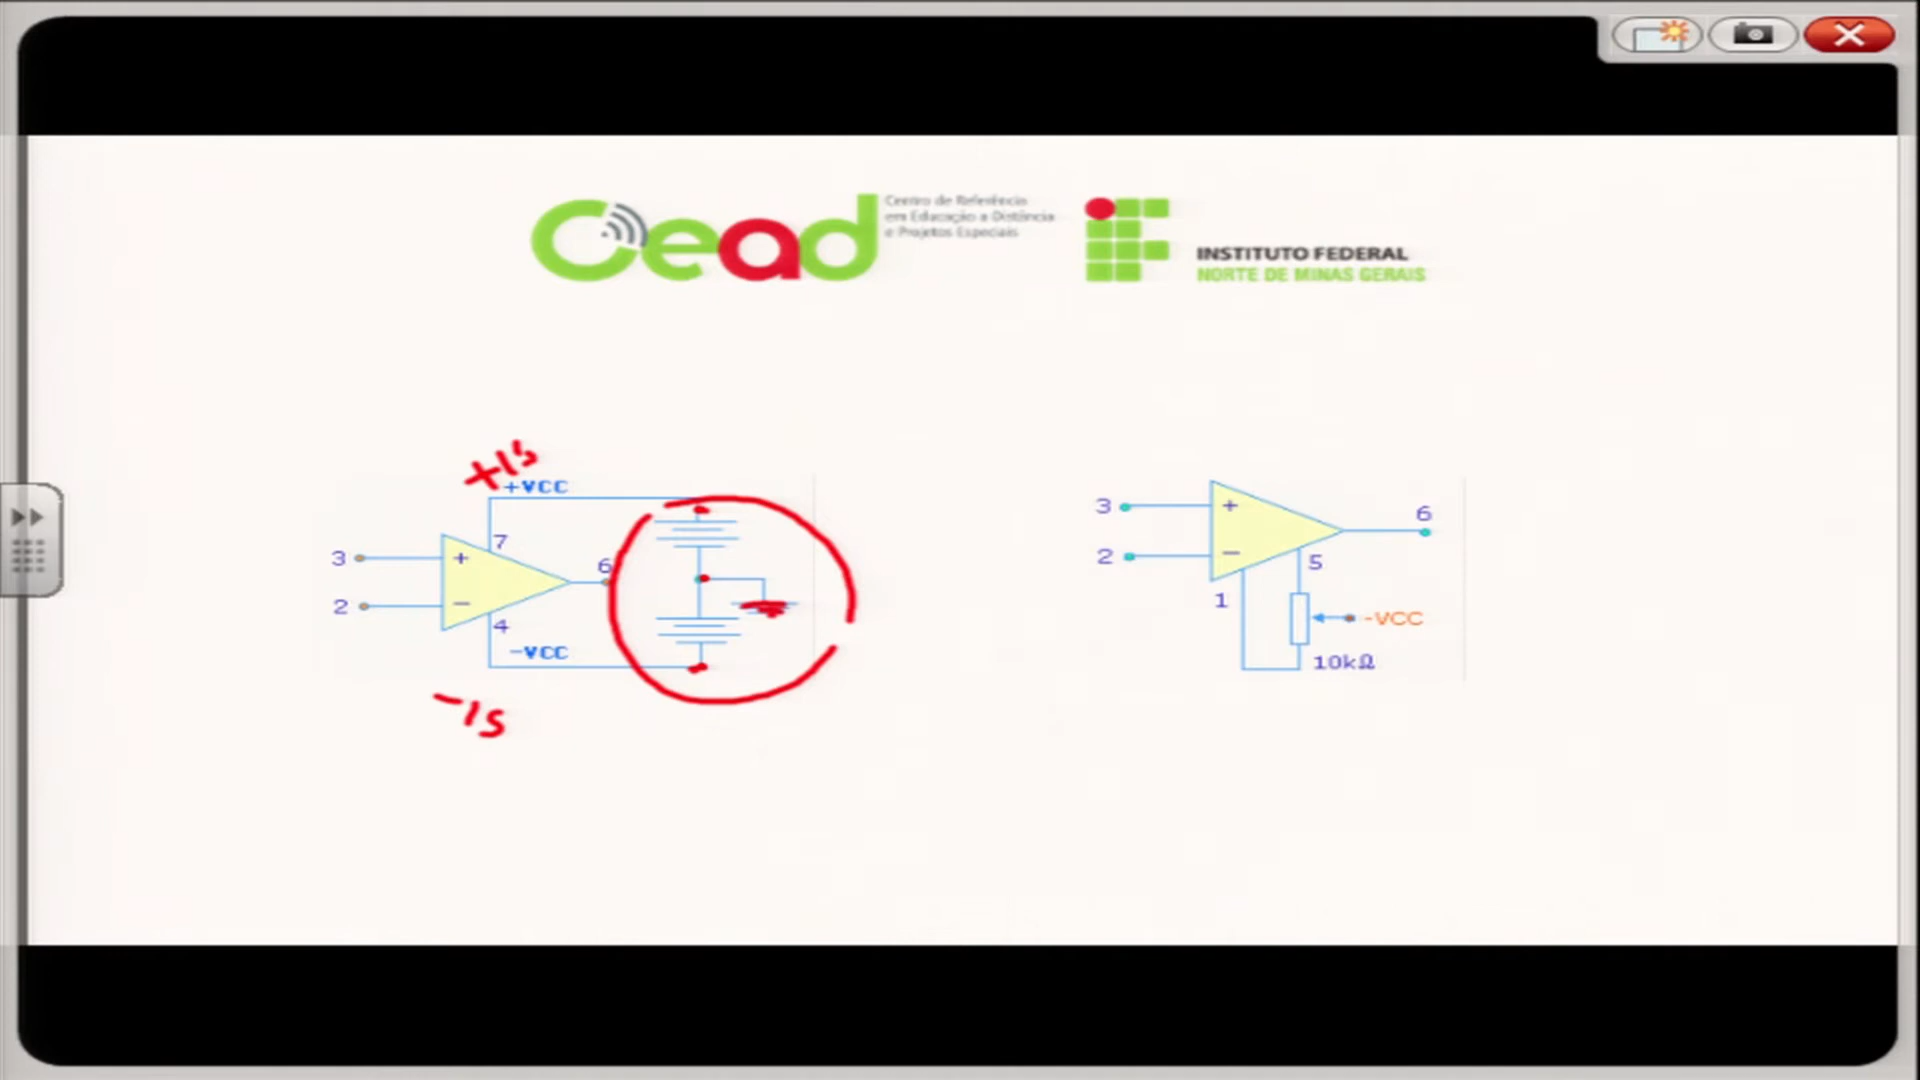 Cead
Centro de Referência
em Educação a Distância
e Projetos Especiais
INSTITUTO FEDERAL
NORTE DE MINAS GERAIS
+15
+VCC
7
3
+
6
2
−
4
−VCC
-15
3
+
6
2
−
5
1
-VCC
10kΩ